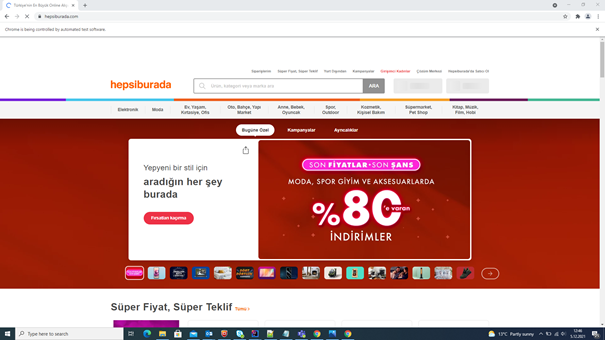 Türkiye'nin En Büyük Online Alış
hepsiburada.com
Chrome is being controlled by automated test software.
Siparişlerim Süper Fiyat, Süper Teklif Yurt Dışından Kampanyalar Girişimci Kadınlar Çözüm Merkezi Hepsiburada'da Satıcı Ol
hepsiburada
Ürün, kategori veya marka ara
ARA
Elektronik
Moda
Ev, Yaşam,
Kırtasiye, Ofis
Oto, Bahçe, Yapı
Market
Anne, Bebek,
Oyuncak
Spor,
Outdoor
Kozmetik,
Kişisel Bakım
Süpermarket,
Pet Shop
Kitap, Müzik,
Film, Hobi
Bugüne Özel Kampanyalar Ayrıcalıklar
Yepyeni bir stil için
aradığın her şey
burada
Fırsatları kaçırma
SON FİYATLAR·SON ŞANS
MODA, SPOR GİYİM VE AKSESUARLARDA
%80'e varan
İNDİRİMLER
Süper Fiyat, Süper Teklif Tümü >
Type here to search
13°C Partly sunny
13:46
5.12.2021